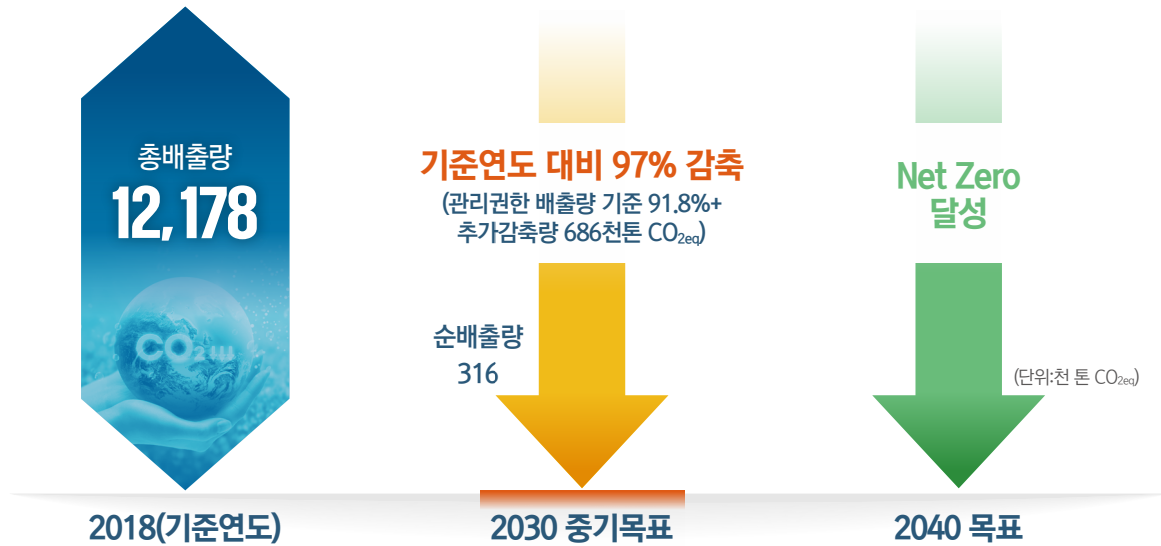 총배출량
12,178
CO2
기준연도 대비 97% 감축
(관리권한 배출량 기준 91.8%+
추가감축량 686천톤 CO2eq)
순배출량
316
Net Zero
달성
(단위:천 톤 CO2eq)
2018(기준연도)
2030 중기목표
2040 목표